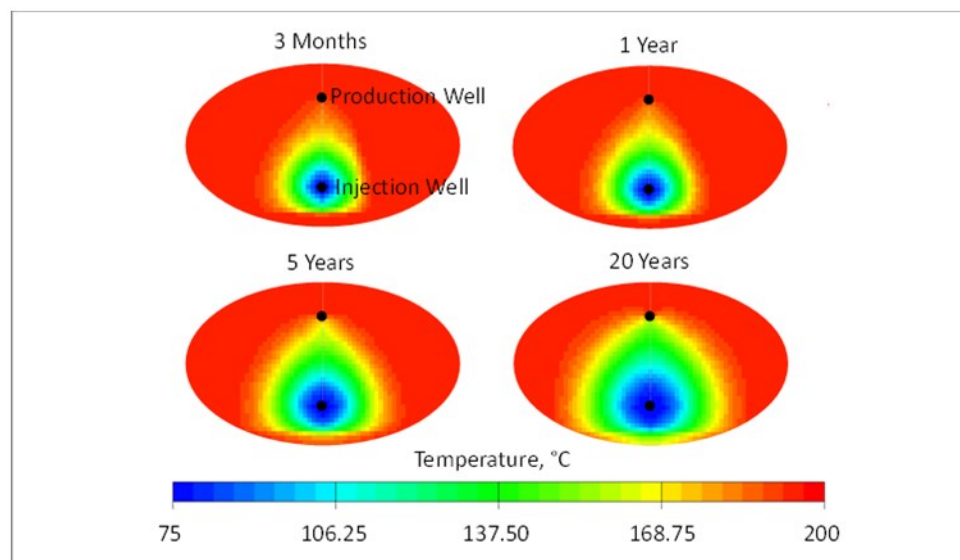 3 Months
1 Year
Production Well
Injection Well
5 Years
20 Years
Temperature, °C
75 106.25 137.50 168.75 200